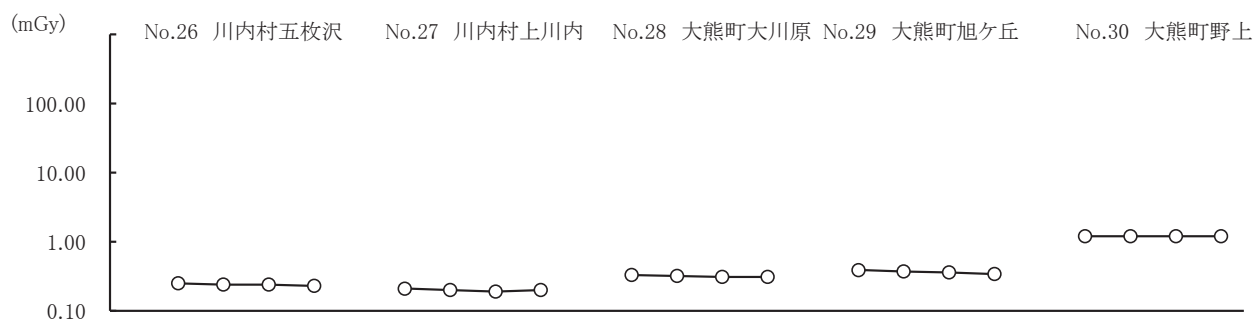 (mGy)
No.26 川内村五枚沢
No.27 川内村上川内
No.28 大熊町大川原
No.29 大熊町旭ケ丘
No.30 大熊町野上
100.00
10.00
1.00
0.10